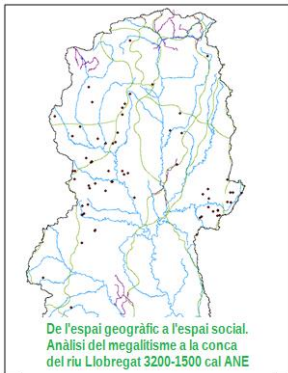 De l'espai geogràfic a l'espai social.
Anàlisi del megalitisme a la conca
del riu Llobregat 3200-1500 cal ANE